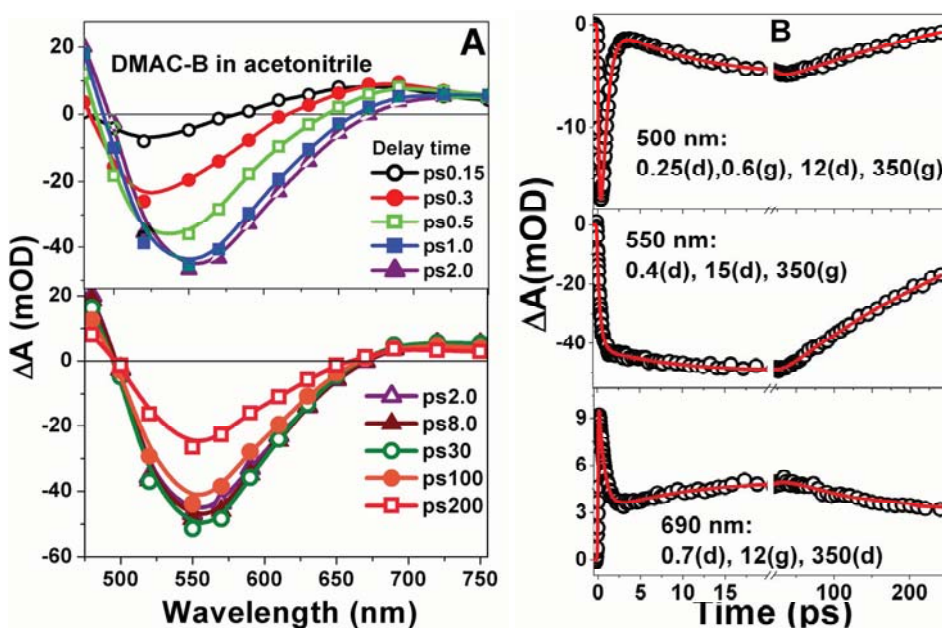 A
DMAC-B in acetonitrile
20
0
-20
-40
Delay time
ps0.15
ps0.3
ps0.5
ps1.0
ps2.0
ΔA (mOD)
20
0
-20
-40
-60
ps2.0
ps8.0
ps30
ps100
ps200
500 550 600 650 700 750
Wavelength (nm)
B
0
-10
500 nm:
0.25(d),0.6(g), 12(d), 350(g)
ΔA(mOD)
0
-20
-40
550 nm:
0.4(d), 15(d), 350(g)
9
6
3
0
690 nm:
0.7(d), 12(g), 350(d)
0 5 10 15 100 200
Time (ps)